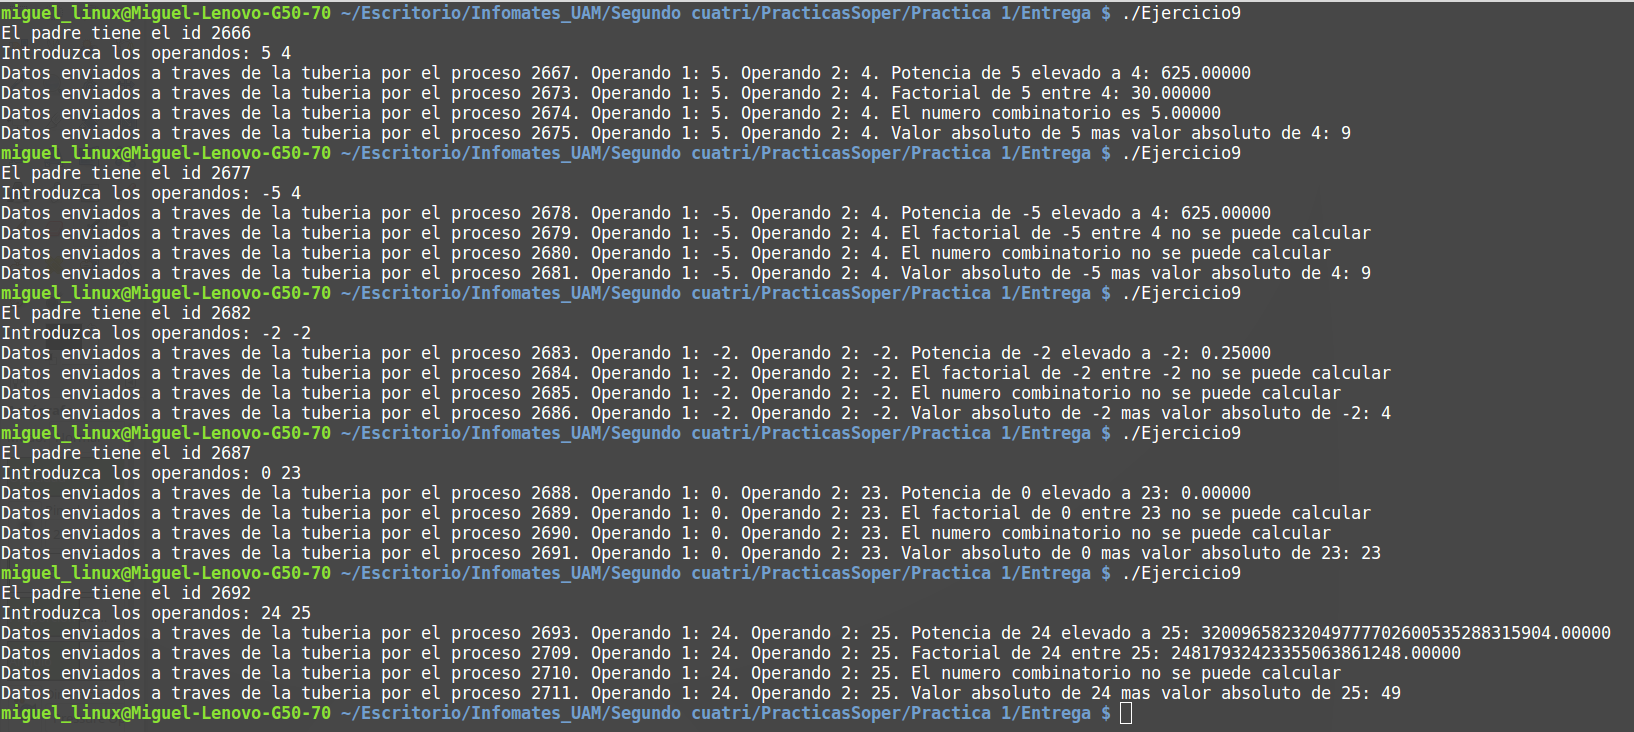 miguel_linux@Miguel-Lenovo-G50-70 ~/Escritorio/Infomates_UAM/Segundo cuatri/PracticasSoper/Practica 1/Entrega $ ./Ejercicio9
El padre tiene el id 2666
Introduzca los operandos: 5 4
Datos enviados a traves de la tuberia por el proceso 2667. Operando 1: 5. Operando 2: 4. Potencia de 5 elevado a 4: 625.00000
Datos enviados a traves de la tuberia por el proceso 2673. Operando 1: 5. Operando 2: 4. Factorial de 5 entre 4: 30.00000
Datos enviados a traves de la tuberia por el proceso 2674. Operando 1: 5. Operando 2: 4. El numero combinatorio es 5.00000
Datos enviados a traves de la tuberia por el proceso 2675. Operando 1: 5. Operando 2: 4. Valor absoluto de 5 mas valor absoluto de 4: 9
miguel_linux@Miguel-Lenovo-G50-70 ~/Escritorio/Infomates_UAM/Segundo cuatri/PracticasSoper/Practica 1/Entrega $ ./Ejercicio9
El padre tiene el id 2677
Introduzca los operandos: -5 4
Datos enviados a traves de la tuberia por el proceso 2678. Operando 1: -5. Operando 2: 4. Potencia de -5 elevado a 4: 625.00000
Datos enviados a traves de la tuberia por el proceso 2679. Operando 1: -5. Operando 2: 4. El factorial de -5 entre 4 no se puede calcular
Datos enviados a traves de la tuberia por el proceso 2680. Operando 1: -5. Operando 2: 4. El numero combinatorio no se puede calcular
Datos enviados a traves de la tuberia por el proceso 2681. Operando 1: -5. Operando 2: 4. Valor absoluto de -5 mas valor absoluto de 4: 9
miguel_linux@Miguel-Lenovo-G50-70 ~/Escritorio/Infomates_UAM/Segundo cuatri/PracticasSoper/Practica 1/Entrega $ ./Ejercicio9
El padre tiene el id 2682
Introduzca los operandos: -2 -2
Datos enviados a traves de la tuberia por el proceso 2683. Operando 1: -2. Operando 2: -2. Potencia de -2 elevado a -2: 0.25000
Datos enviados a traves de la tuberia por el proceso 2684. Operando 1: -2. Operando 2: -2. El factorial de -2 entre -2 no se puede calcular
Datos enviados a traves de la tuberia por el proceso 2685. Operando 1: -2. Operando 2: -2. El numero combinatorio no se puede calcular
Datos enviados a traves de la tuberia por el proceso 2686. Operando 1: -2. Operando 2: -2. Valor absoluto de -2 mas valor absoluto de -2: 4
miguel_linux@Miguel-Lenovo-G50-70 ~/Escritorio/Infomates_UAM/Segundo cuatri/PracticasSoper/Practica 1/Entrega $ ./Ejercicio9
El padre tiene el id 2687
Introduzca los operandos: 0 23
Datos enviados a traves de la tuberia por el proceso 2688. Operando 1: 0. Operando 2: 23. Potencia de 0 elevado a 23: 0.00000
Datos enviados a traves de la tuberia por el proceso 2689. Operando 1: 0. Operando 2: 23. El factorial de 0 entre 23 no se puede calcular
Datos enviados a traves de la tuberia por el proceso 2690. Operando 1: 0. Operando 2: 23. El numero combinatorio no se puede calcular
Datos enviados a traves de la tuberia por el proceso 2691. Operando 1: 0. Operando 2: 23. Valor absoluto de 0 mas valor absoluto de 23: 23
miguel_linux@Miguel-Lenovo-G50-70 ~/Escritorio/Infomates_UAM/Segundo cuatri/PracticasSoper/Practica 1/Entrega $ ./Ejercicio9
El padre tiene el id 2692
Introduzca los operandos: 24 25
Datos enviados a traves de la tuberia por el proceso 2693. Operando 1: 24. Operando 2: 25. Potencia de 24 elevado a 25: 32009658232049777702600535288315904.00000
Datos enviados a traves de la tuberia por el proceso 2709. Operando 1: 24. Operando 2: 25. Factorial de 24 entre 25: 24817932423355063861248.00000
Datos enviados a traves de la tuberia por el proceso 2710. Operando 1: 24. Operando 2: 25. El numero combinatorio no se puede calcular
Datos enviados a traves de la tuberia por el proceso 2711. Operando 1: 24. Operando 2: 25. Valor absoluto de 24 mas valor absoluto de 25: 49
miguel_linux@Miguel-Lenovo-G50-70 ~/Escritorio/Infomates_UAM/Segundo cuatri/PracticasSoper/Practica 1/Entrega $